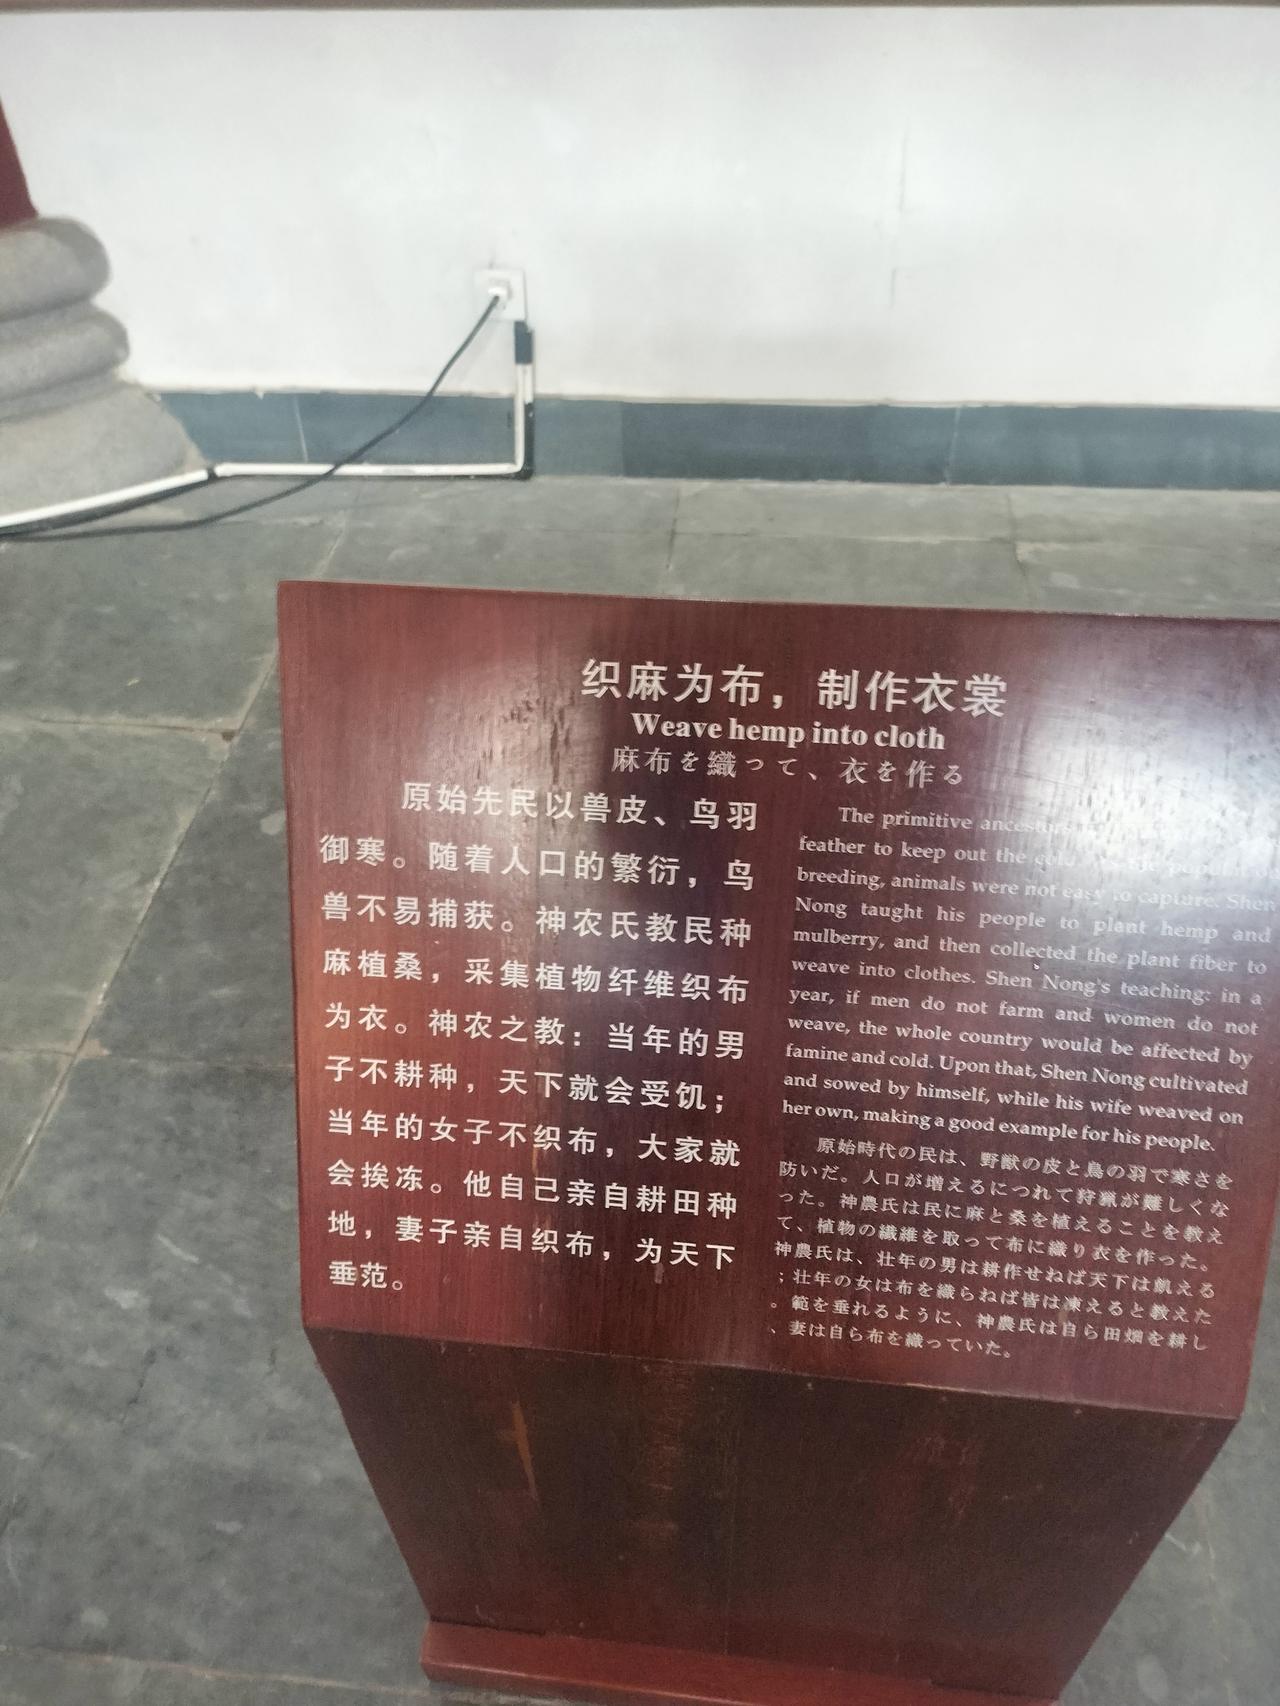 织麻为布，制作衣裳
Weave hemp into cloth
麻布を織って、衣を作る
原始先民以兽皮、鸟羽
御寒。随着人口的繁衍，鸟
兽不易捕获。神农氏教民种
麻植桑，采集植物纤维织布
为衣。神农之教：当年的男
子不耕种，天下就会受饥；
当年的女子不织布，大家就
会挨冻。他自己亲自耕田种
地，妻子亲自织布，为天下
垂范。
The primitive ancestors
feather to keep out the cold.
breeding, animals were not easy to capture. Shen
Nong taught his people to plant hemp and
mulberry, and then collected the plant fiber to
weave into clothes. Shen Nong's teaching: in a
year, if men do not farm and women do not
weave, the whole country would be affected by
famine and cold. Upon that, Shen Nong cultivated
and sowed by himself, while his wife weaved on
her own, making a good example for his people.
原始時代の民は、野獣の皮と鳥の羽で寒さを
防いだ。人口が増えるにつれて狩猟が難しくな
った。神農氏は民に麻と桑を植えることを教え
て、植物の繊維を取って布に織り衣を作った。
神農氏は、壮年の男は耕作せねば天下は飢える
；壮年の女は布を織らねば皆は凍えると教えた
。範を垂れるように、神農氏は自ら田畑を耕し
、妻は自ら布を織っていた。